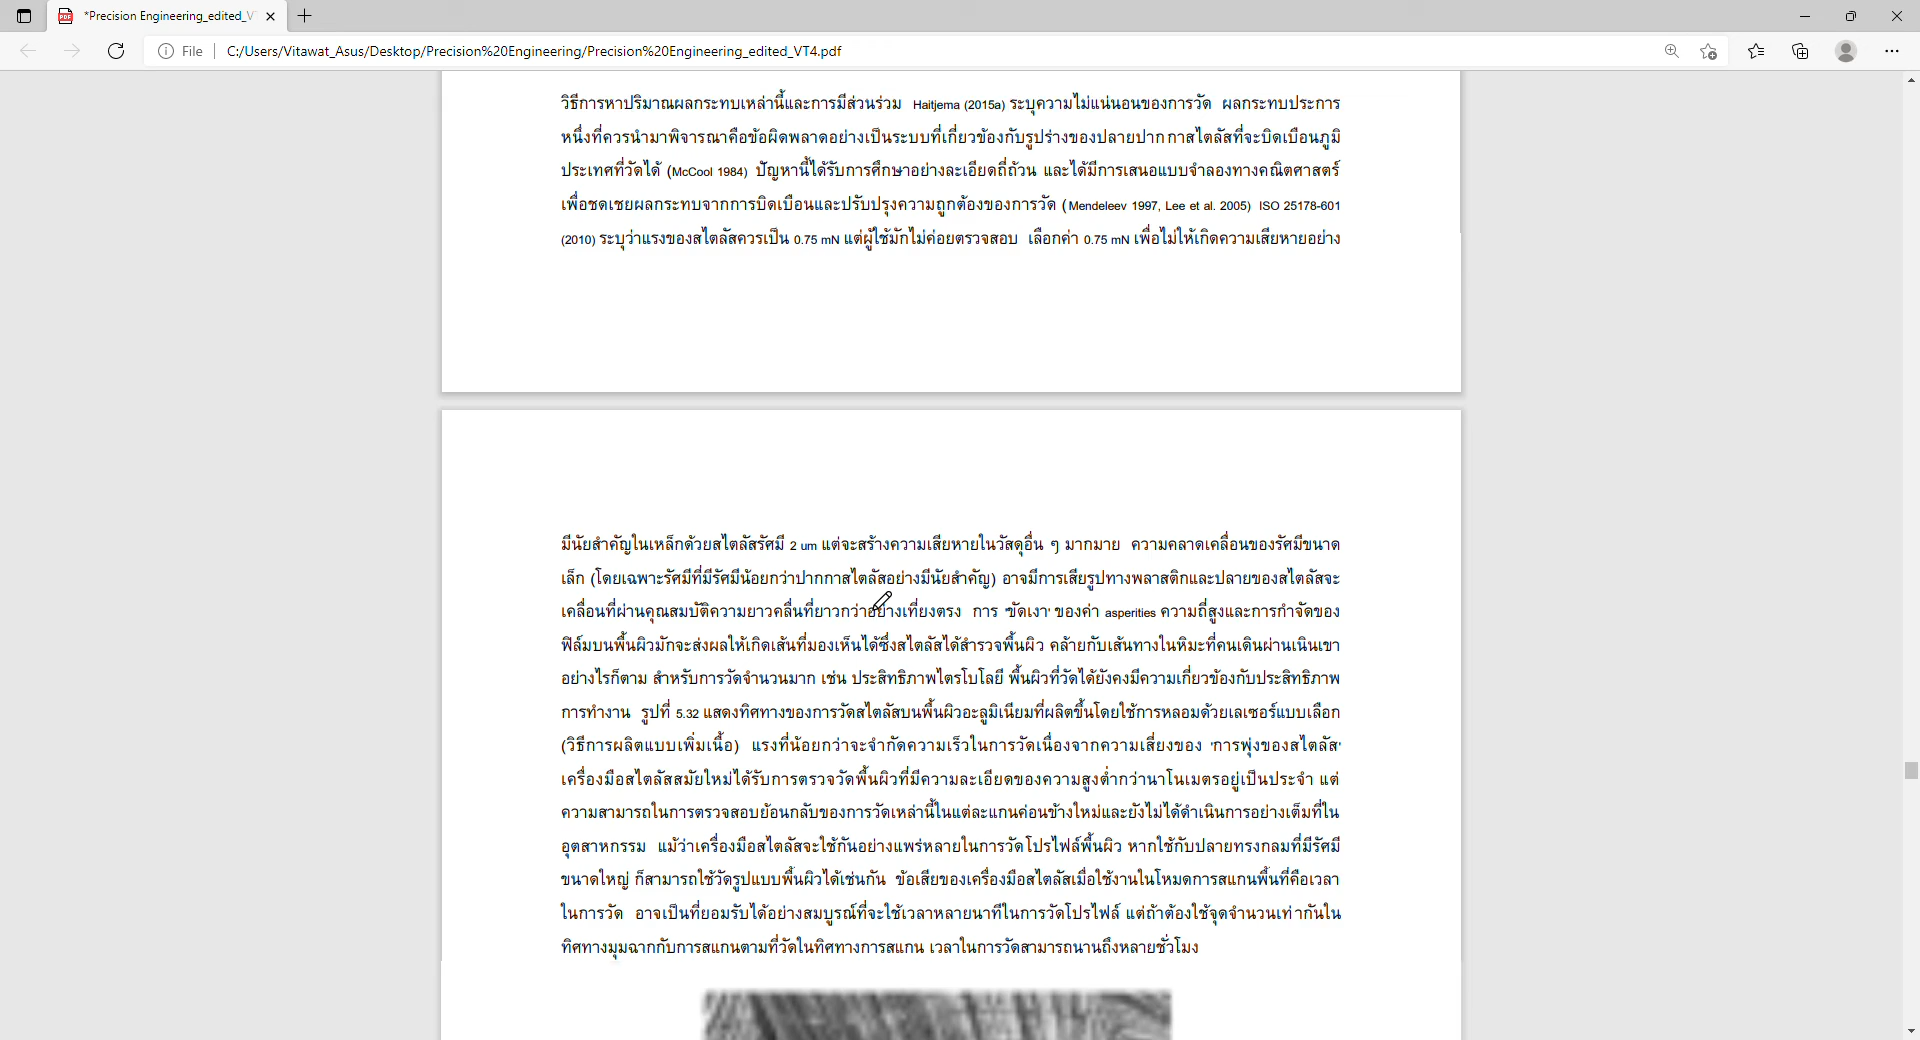 *Precision Engineering_edited_V
File
C:/Users/Vitawat_Asus/Desktop/Precision%20Engineering/Precision%20Engineering_edited_VT4.pdf
วิธีการหาปริมาณผลกระทบเหล่านี้และการมีส่วนร่วม Haitjema (2015a) ระบุความไม่แน่นอนของการวัด ผลกระทบประการ
หนึ่งที่ควรนำมาพิจารณาคือข้อผิดพลาดอย่างเป็นระบบที่เกี่ยวข้องกับรูปร่างของปลายปากกาสไตลัสที่จะบิดเบือนภูมิ
ประเทศที่วัดได้ (McCool 1984) ปัญหานี้ได้รับการศึกษาอย่างละเอียดถี่ถ้วน และได้มีการเสนอแบบจำลองทางคณิตศาสตร์
เพื่อชดเชยผลกระทบจากการบิดเบือนและปรับปรุงความถูกต้องของการวัด (Mendeleev 1997, Lee et al. 2005) ISO 25178-601
(2010) ระบุว่าแรงของสไตลัสควรเป็น 0.75 mN แต่ผู้ใช้มักไม่ค่อยตรวจสอบ เลือกค่า 0.75 mN เพื่อไม่ให้เกิดความเสียหายอย่าง
มีนัยสำคัญในเหล็กด้วยสไตลัสรัศมี 2 um แต่จะสร้างความเสียหายในวัสดุอื่น ๆ มากมาย ความคลาดเคลื่อนของรัศมีขนาด
เล็ก (โดยเฉพาะรัศมีที่มีรัศมีน้อยกว่าปากกาสไตลัสอย่างมีนัยสำคัญ) อาจมีการเสียรูปทางพลาสติกและปลายของสไตลัสจะ
เคลื่อนที่ผ่านคุณสมบัติความยาวคลื่นที่ยาวกว่าอย่างเที่ยงตรง การ 'ขัดเงา' ของค่า asperities ความถี่สูงและการกำจัดของ
ฟิล์มบนพื้นผิวมักจะส่งผลให้เกิดเส้นที่มองเห็นได้ซึ่งสไตลัสได้สำรวจพื้นผิว คล้ายกับเส้นทางในหิมะที่คนเดินผ่านเนินเขา
อย่างไรก็ตาม สำหรับการวัดจำนวนมาก เช่น ประสิทธิภาพไตรโบโลยี พื้นผิวที่วัดได้ยังคงมีความเกี่ยวข้องกับประสิทธิภาพ
การทำงาน รูปที่ 5.32 แสดงทิศทางของการวัดสไตลัสบนพื้นผิวอะลูมิเนียมที่ผลิตขึ้นโดยใช้การหลอมด้วยเลเซอร์แบบเลือก
(วิธีการผลิตแบบเพิ่มเนื้อ) แรงที่น้อยกว่าจะจำกัดความเร็วในการวัดเนื่องจากความเสี่ยงของ 'การพุ่งของสไตลัส'
เครื่องมือสไตลัสสมัยใหม่ได้รับการตรวจวัดพื้นผิวที่มีความละเอียดของความสูงต่ำกว่านาโนเมตรอยู่เป็นประจำ แต่
ความสามารถในการตรวจสอบย้อนกลับของการวัดเหล่านี้ในแต่ละแกนค่อนข้างใหม่และยังไม่ได้ดำเนินการอย่างเต็มที่ใน
อุตสาหกรรม แม้ว่าเครื่องมือสไตลัสจะใช้กันอย่างแพร่หลายในการวัดโปรไฟล์พื้นผิว หากใช้กับปลายทรงกลมที่มีรัศมี
ขนาดใหญ่ ก็สามารถใช้วัดรูปแบบพื้นผิวได้เช่นกัน ข้อเสียของเครื่องมือสไตลัสเมื่อใช้งานในโหมดการสแกนพื้นที่คือเวลา
ในการวัด อาจเป็นที่ยอมรับได้อย่างสมบูรณ์ที่จะใช้เวลาหลายนาทีในการวัดโปรไฟล์ แต่ถ้าต้องใช้จุดจำนวนเท่ากันใน
ทิศทางมุมฉากกับการสแกนตามที่วัดในทิศทางการสแกน เวลาในการวัดสามารถนานถึงหลายชั่วโมง